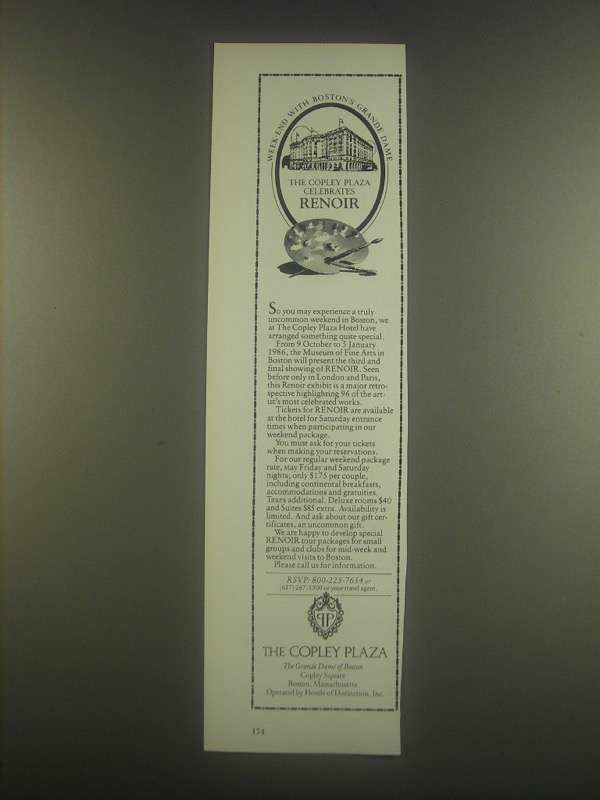 WEEK-END WITH BOSTON'S GRANDE DAME
THE COPLEY PLAZA
CELEBRATES
RENOIR
So you may experience a truly
uncommon weekend in Boston, we
at The Copley Plaza Hotel have
arranged something quite special.
From 9 October to 5 January
1986, the Museum of Fine Arts in
Boston will present the third and
final showing of RENOIR. Seen
before only in London and Paris,
this Renoir exhibit is a major retro-
spective highlighting 96 of the art-
ist's most celebrated works.
Tickets for RENOIR are available
at the hotel for Saturday entrance
times when participating in our
weekend package.
You must ask for your tickets
when making your reservations.
For our regular weekend package
rate, stay Friday and Saturday
nights; only $175 per couple,
including continental breakfasts,
accommodations and gratuities.
Taxes additional. Deluxe rooms $40
and Suites $85 extra. Availability is
limited. And ask about our gift cer-
tificates, an uncommon gift.
We are happy to develop special
RENOIR tour packages for small
groups and clubs for mid-week and
weekend visits to Boston.
Please call us for information.
RSVP: 800-225-7654 or
(617) 267-5300 or your travel agent.
THE COPLEY PLAZA
The Grande Dame of Boston
Copley Square
Boston, Massachusetts
Operated by Hotels of Distinction, Inc.
154